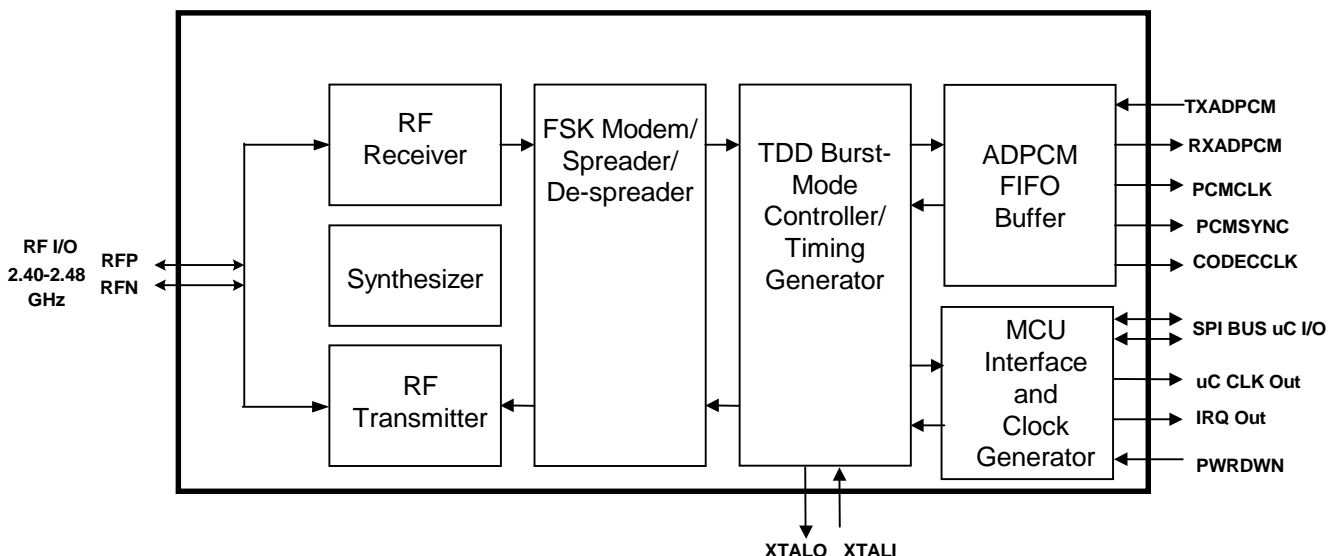 RF I/O
2.40-2.48
GHz
RFP
RFN
RF
Receiver
Synthesizer
RF
Transmitter
FSK Modem/
Spreader/
De-spreader
TDD Burst-
Mode
Controller/
Timing
Generator
ADPCM
FIFO
Buffer
MCU
Interface
and
Clock
Generator
TXADPCM
RXADPCM
PCMCLK
PCMSYNC
CODECCLK
SPI BUS uC I/O
uC CLK Out
IRQ Out
PWRDWN
XTALO XTALI